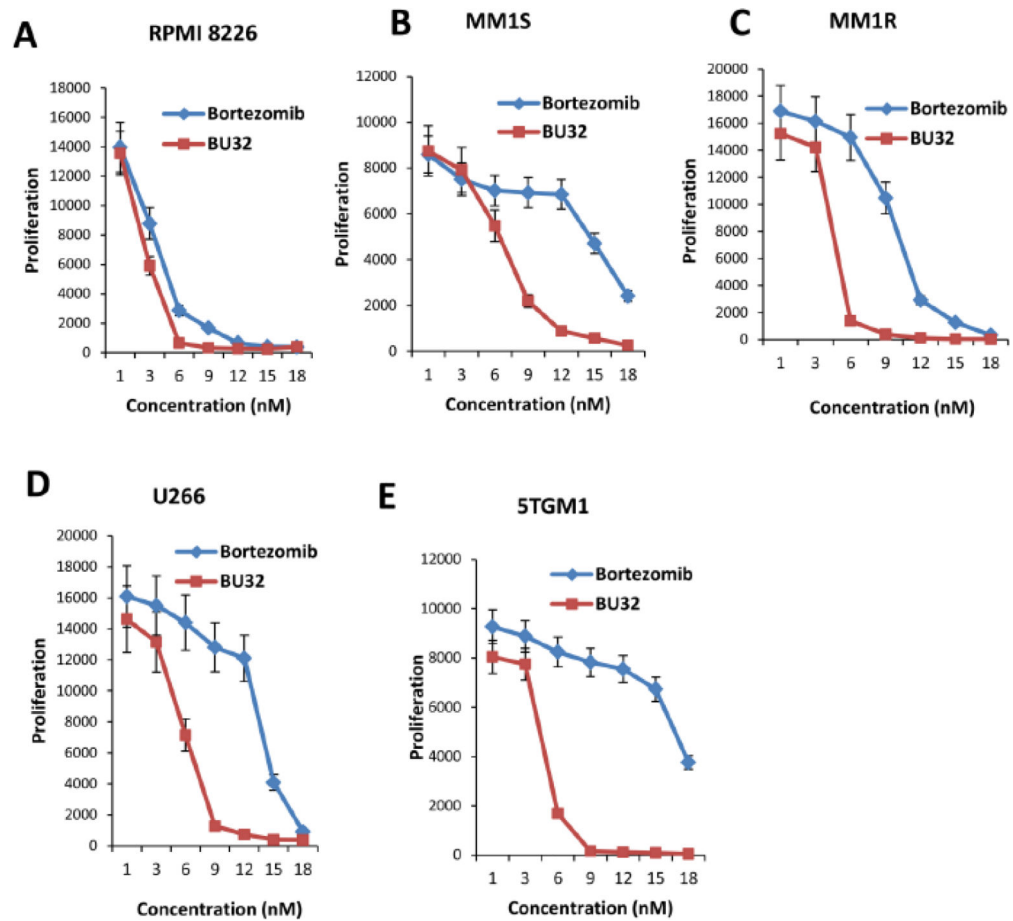 A
RPMI 8226
18000
16000
14000
12000
10000
8000
6000
4000
2000
0
Proliferation
Bortezomib
BU32
1 3 6 9 12 15 18
Concentration (nM)
B
MM1S
12000
10000
8000
6000
4000
2000
0
Proliferation
Bortezomib
BU32
1 3 6 9 12 15 18
Concentration (nM)
C
MM1R
20000
18000
16000
14000
12000
10000
8000
6000
4000
2000
0
Proliferation
Bortezomib
BU32
1 3 6 9 12 15 18
Concentration (nM)
D
U266
20000
18000
16000
14000
12000
10000
8000
6000
4000
2000
0
Proliferation
Bortezomib
BU32
1 3 6 9 12 15 18
Concentration (nM)
E
5TGM1
12000
10000
8000
6000
4000
2000
0
Proliferation
Bortezomib
BU32
1 3 6 9 12 15 18
Concentration (nM)